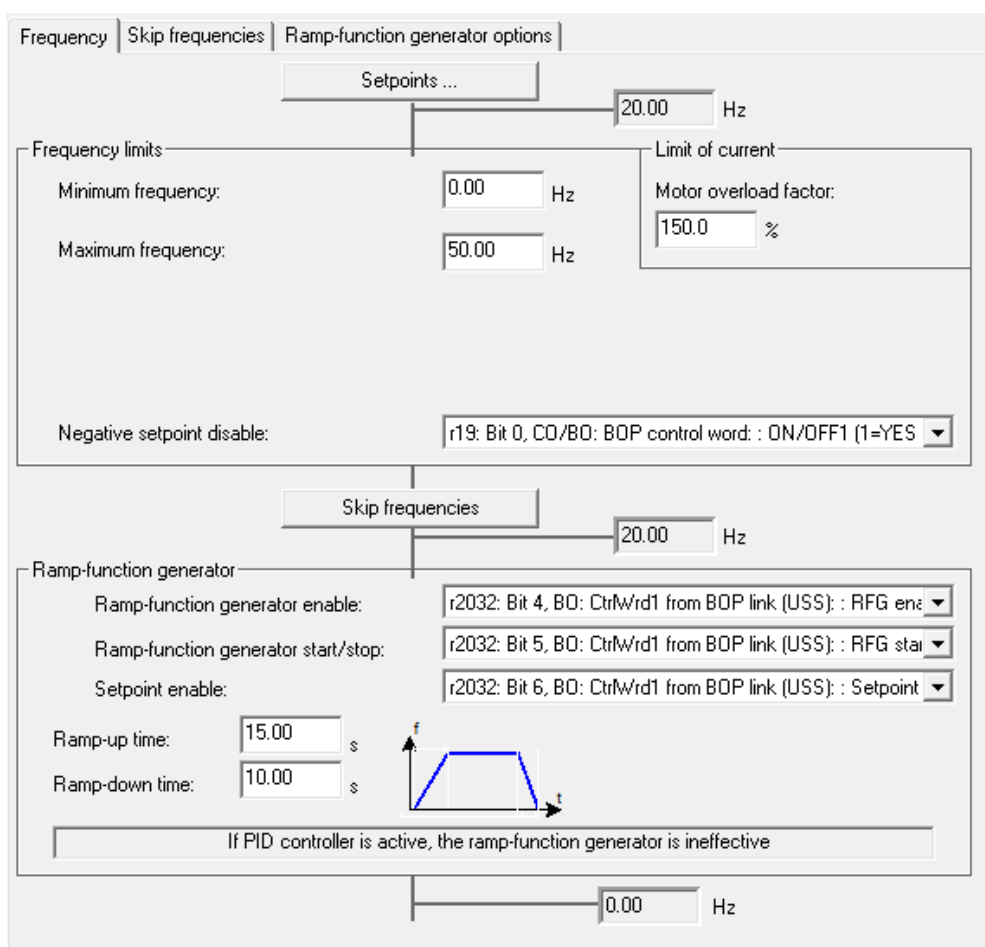 Frequency Skip frequencies Ramp-function generator options
Setpoints ...
20.00 Hz
Frequency limits
Limit of current
Minimum frequency: 0.00 Hz
Motor overload factor:
150.0 %
Maximum frequency: 50.00 Hz
Negative setpoint disable: r19: Bit 0, CO/BO: BOP control word: : ON/OFF1 (1=YES
Skip frequencies
20.00 Hz
Ramp-function generator
Ramp-function generator enable: r2032: Bit 4, BO: CtrlWrd1 from BOP link (USS): : RFG ena
Ramp-function generator start/stop: r2032: Bit 5, BO: CtrlWrd1 from BOP link (USS): : RFG star
Setpoint enable: r2032: Bit 6, BO: CtrlWrd1 from BOP link (USS): : Setpoint
Ramp-up time: 15.00 s
f
Ramp-down time: 10.00 s
t
If PID controller is active, the ramp-function generator is ineffective
0.00 Hz